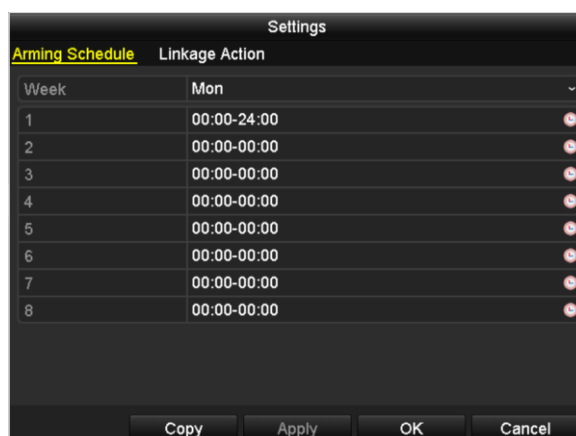 Settings
Arming Schedule Linkage Action
Week Mon
1 00:00-24:00
2 00:00-00:00
3 00:00-00:00
4 00:00-00:00
5 00:00-00:00
6 00:00-00:00
7 00:00-00:00
8 00:00-00:00
Copy Apply OK Cancel